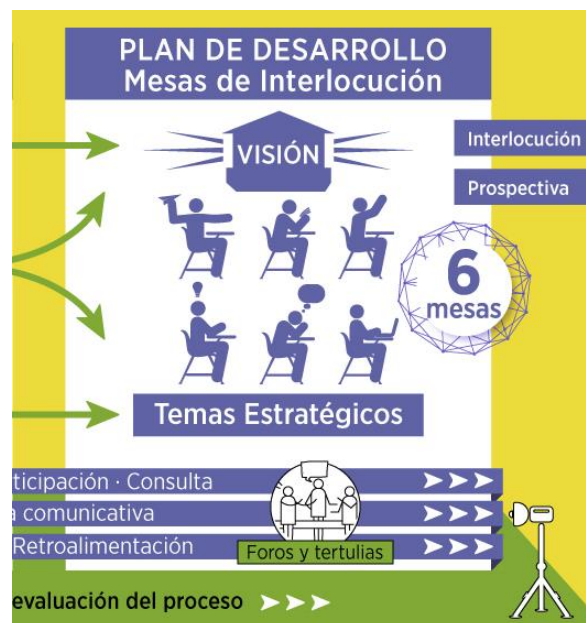 PLAN DE DESARROLLO
Mesas de Interlocución
VISIÓN
Interlocución
Prospectiva
6
mesas
Temas Estratégicos
ticipación · Consulta
a comunicativa
Retroalimentación
Foros y tertulias
evaluación del proceso